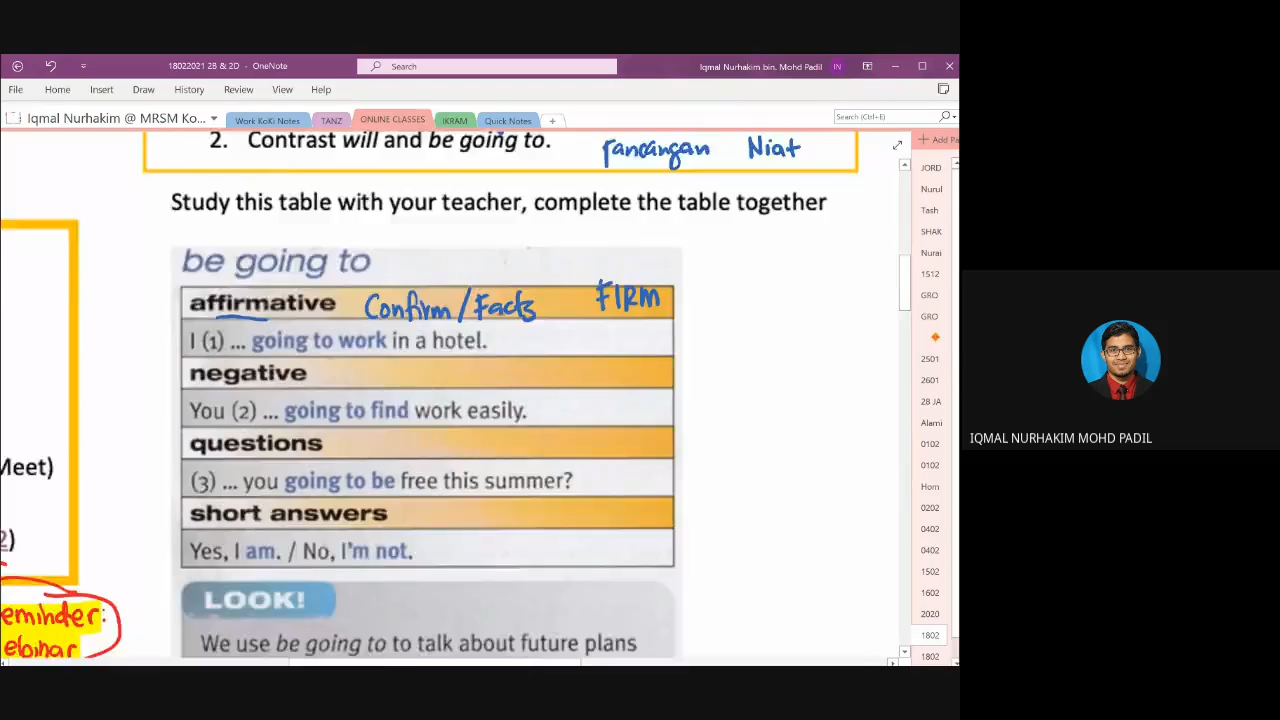 18022021 2B & 2D - OneNote
Search
Iqmal Nurhakim bin. Mohd Padil
IN
File Home Insert Draw History Review View Help
Iqmal Nurhakim @ MRSM Ko...
Work KoKi Notes
TANZ
ONLINE CLASSES
IKRAM
Quick Notes
+
Search (Ctrl+E)
2. Contrast will and be going to.
rancangan Niat
Study this table with your teacher, complete the table together
be going to
affirmative Confirm / Facts FIRM
I (1) ... going to work in a hotel.
negative
You (2) ... going to find work easily.
questions
(3) ... you going to be free this summer?
short answers
Yes, I am. / No, I'm not.
LOOK!
We use be going to to talk about future plans
Meet)
2)
eminder:
ebinar
+ Add Pa
JORD
Nurul
Tash
SHAK
Nurai
1512
GRO
GRO
2501
2601
28 JA
Alami
0102
0102
Hom
0202
0402
0402
1502
1602
2020
1802
1802
IQMAL NURHAKIM MOHD PADIL